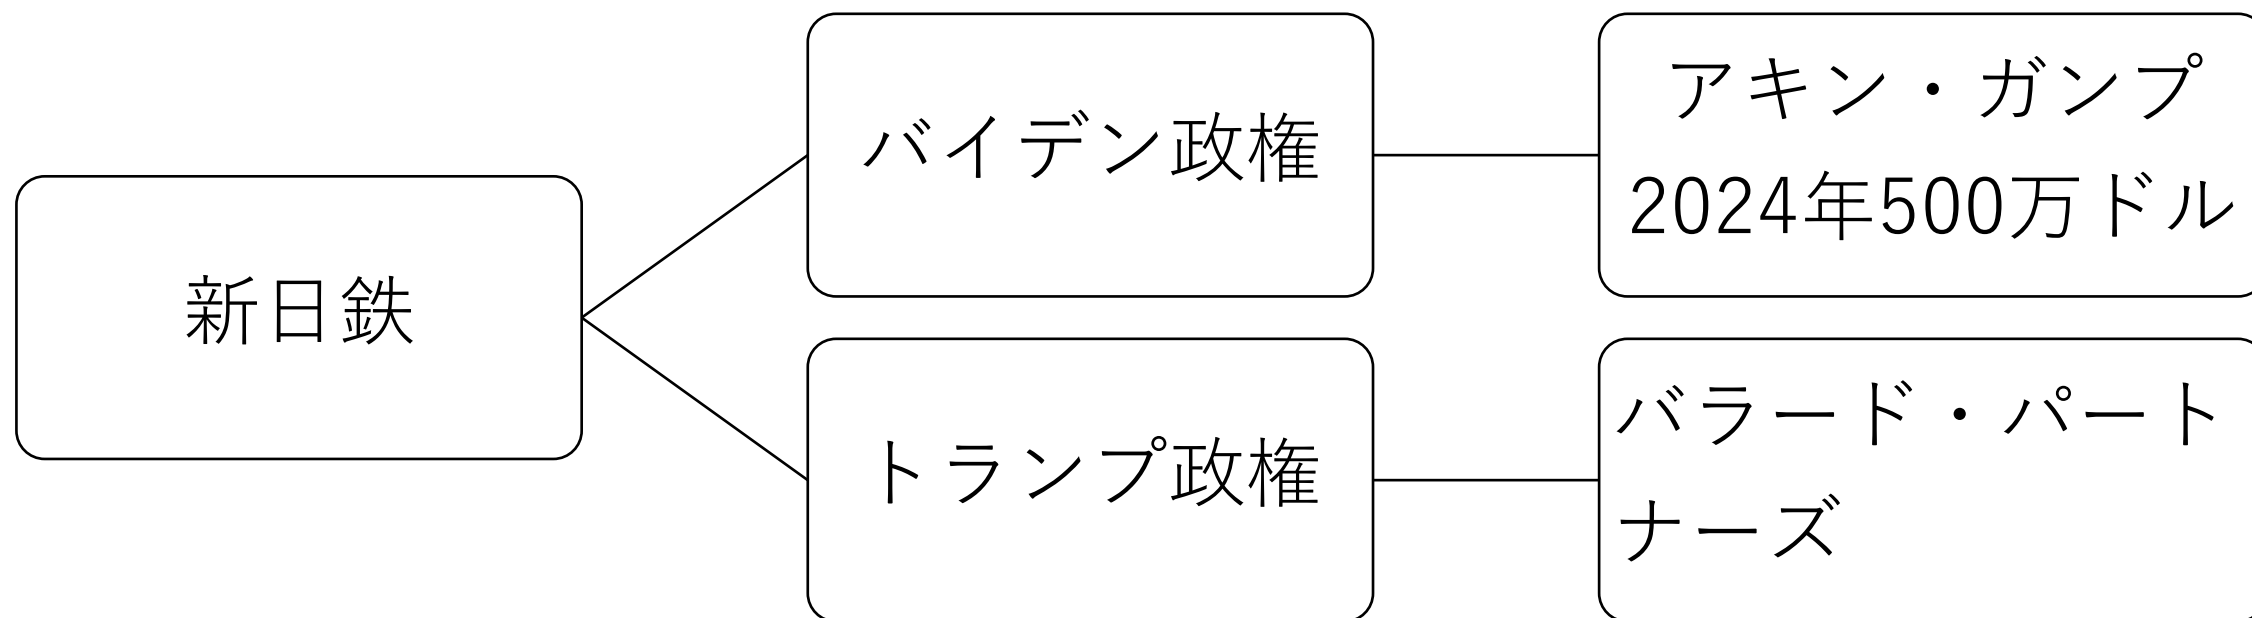 新日鉄
バイデン政権
アキン・ガンプ
2024年500万ドル
トランプ政権
バラード・パート
ナーズ